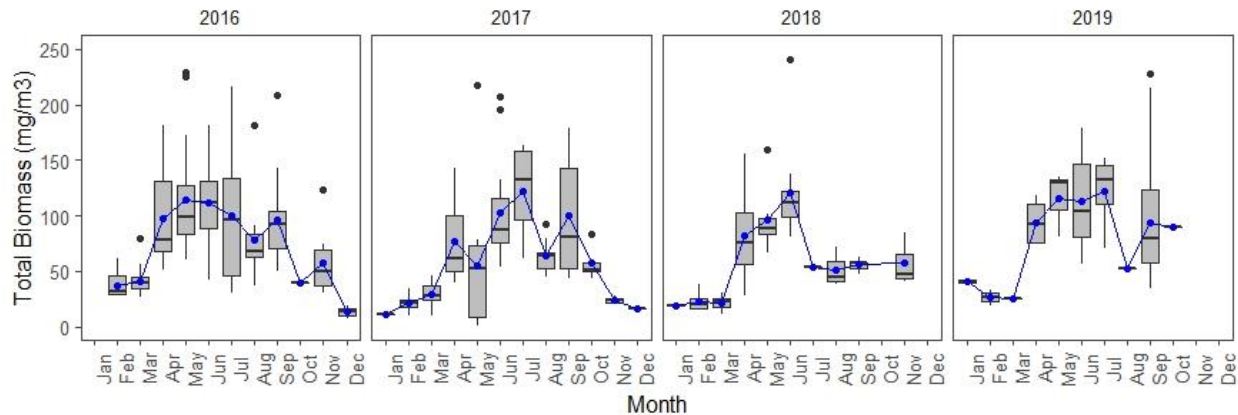 2016 2017 2018 2019
Total Biomass (mg/m3)
250
200
150
100
50
0
Jan Feb Mar Apr May Jun Jul Aug Sep Oct Nov Dec Jan Feb Mar Apr May Jun Jul Aug Sep Oct Nov Dec Jan Feb Mar Apr May Jun Jul Aug Sep Oct Nov Dec Jan Feb Mar Apr May Jun Jul Aug Sep Oct Nov Dec
Month